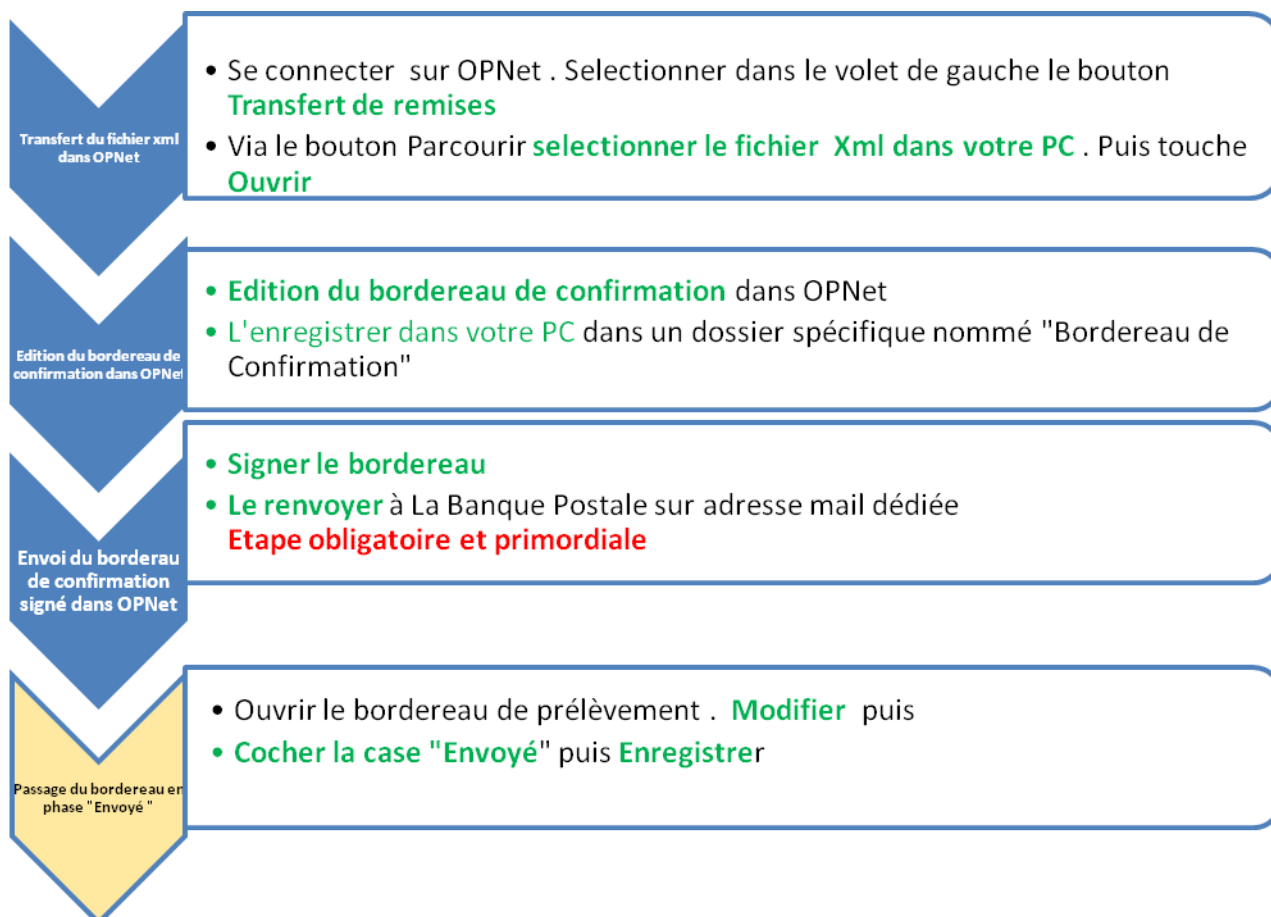 Transfert du fichier xml
dans OPNet
• Se connecter sur OPNet . Selectionner dans le volet de gauche le bouton
Transfert de remises
• Via le bouton Parcourir selectionner le fichier Xml dans votre PC . Puis touche
Ouvrir
Edition du bordereau de
confirmation dans OPNet
• Edition du bordereau de confirmation dans OPNet
• L'enregistrer dans votre PC dans un dossier spécifique nommé "Bordereau de
Confirmation"
Envoi du borderau
de confirmation
signé dans OPNet
• Signer le bordereau
• Le renvoyer à La Banque Postale sur adresse mail dédiée
Etape obligatoire et primordiale
Passage du bordereau en
phase "Envoyé "
• Ouvrir le bordereau de prélèvement . Modifier puis
• Cocher la case "Envoyé" puis Enregistrer